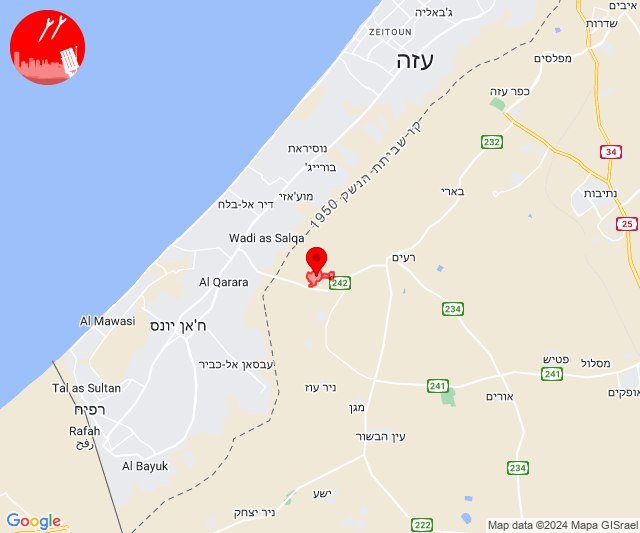 ג'באליה
ZEITOUN
עזה
איבים
שדרות
מפלסים
כפר עזה
232
34
נוסיראת
בורייג'
מוע'אזי
דיר אל-בלח
קו שביתת הנשק 1950
נתיבות
25
בארי
Wadi as Salqa
רעים
Al Qarara
242
234
Al Mawasi
ח'אן יונס
עבסאן אל-כביר
פטיש
מסלול
241
241
אופקים
Tal as Sultan
ניר עוז
אורים
רפיח
מגן
Rafah
رفح
עין הבשור
Al Bayuk
234
ישע
ניר יצחק
222
Google
Map data ©2024 Mapa GISrael